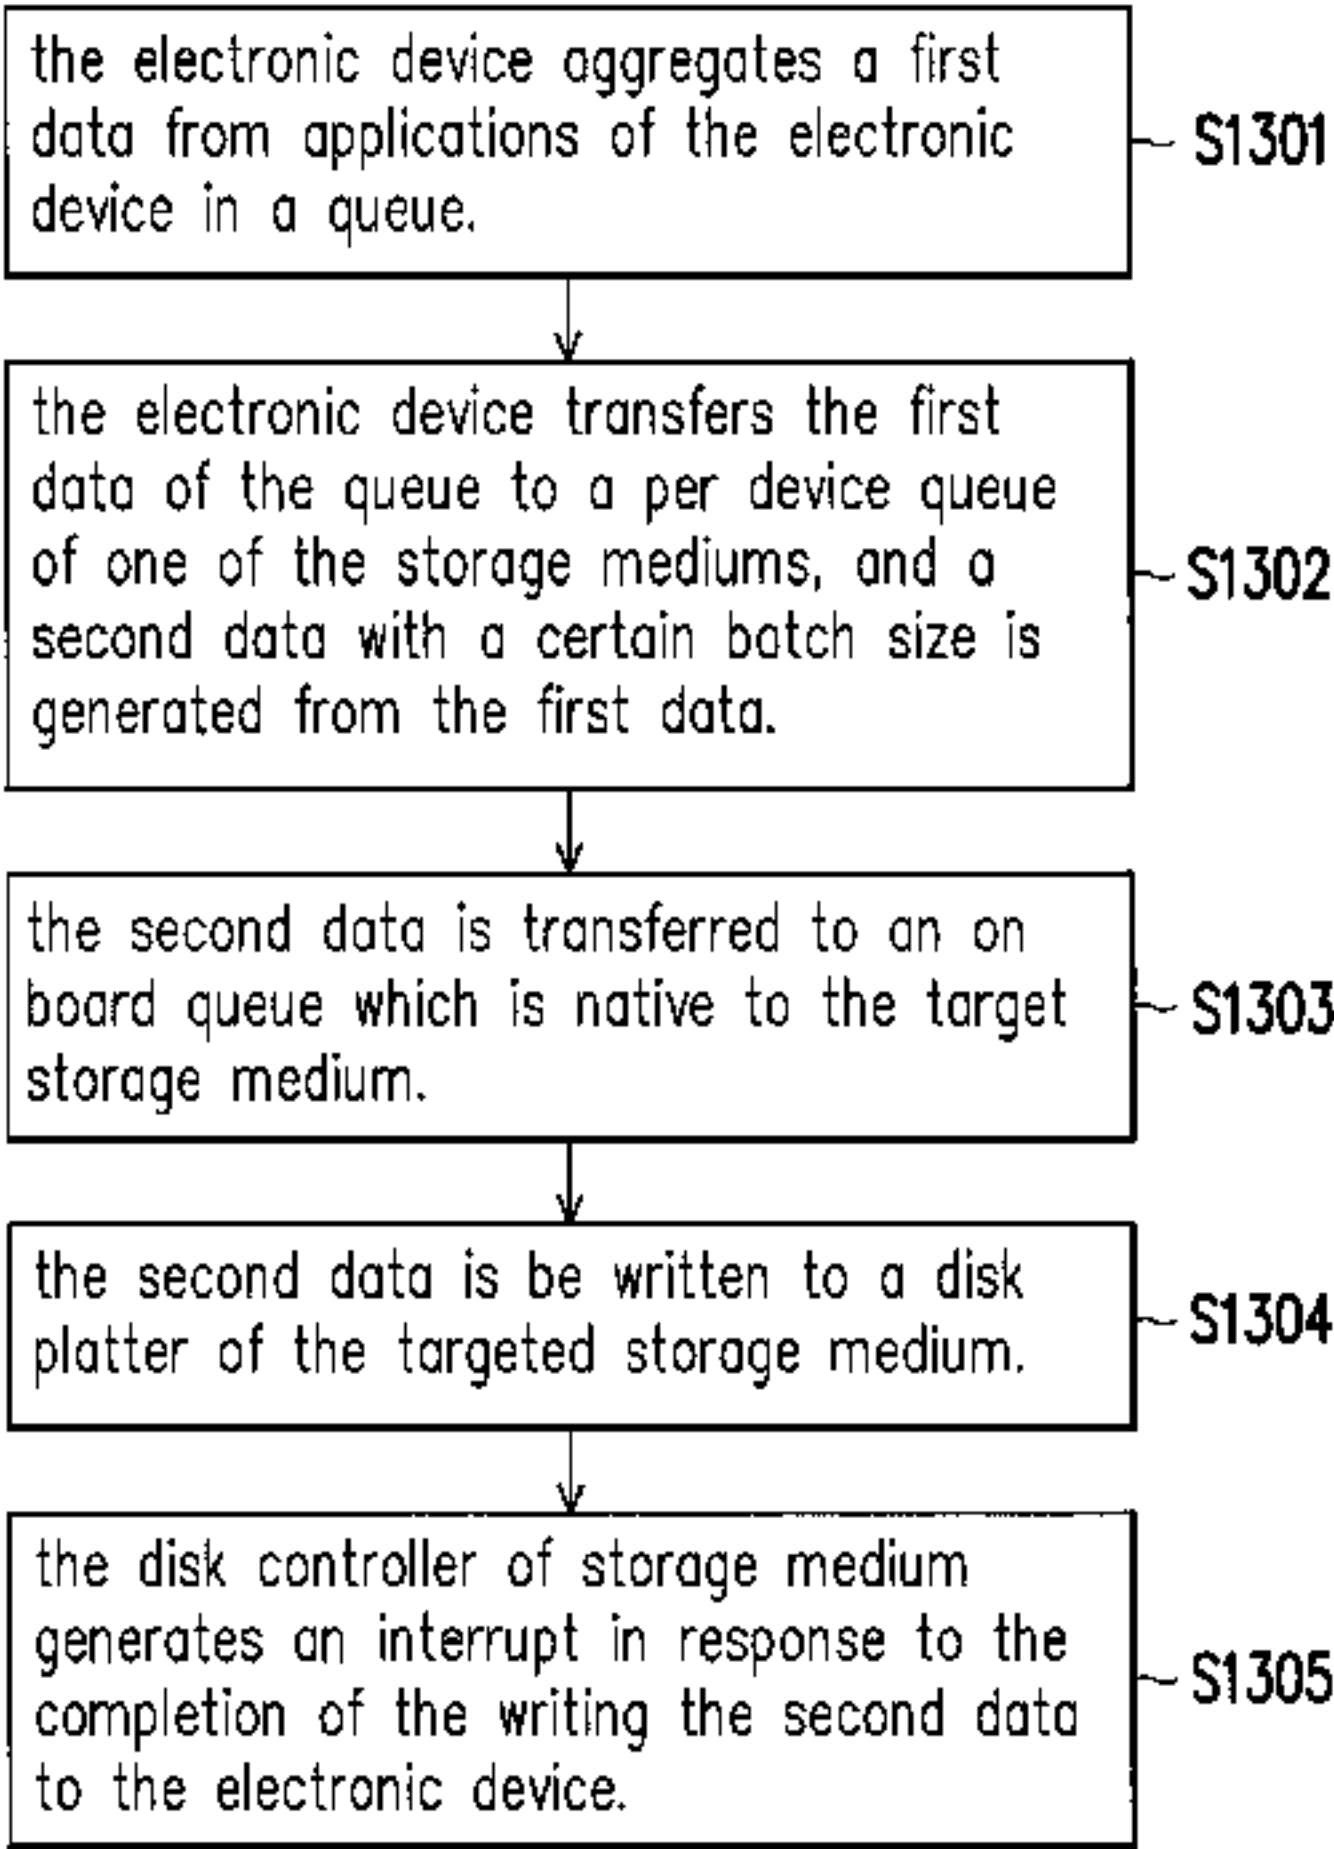 the electronic device aggregates a first
data from applications of the electronic
device in a queue.
S1301
the electronic device transfers the first
data of the queue to a per device queue
of one of the storage mediums, and a
second data with a certain batch size is
generated from the first data.
S1302
the second data is transferred to an on
board queue which is native to the target
storage medium.
S1303
the second data is be written to a disk
platter of the targeted storage medium.
S1304
the disk controller of storage medium
generates an interrupt in response to the
completion of the writing the second data
to the electronic device.
S1305